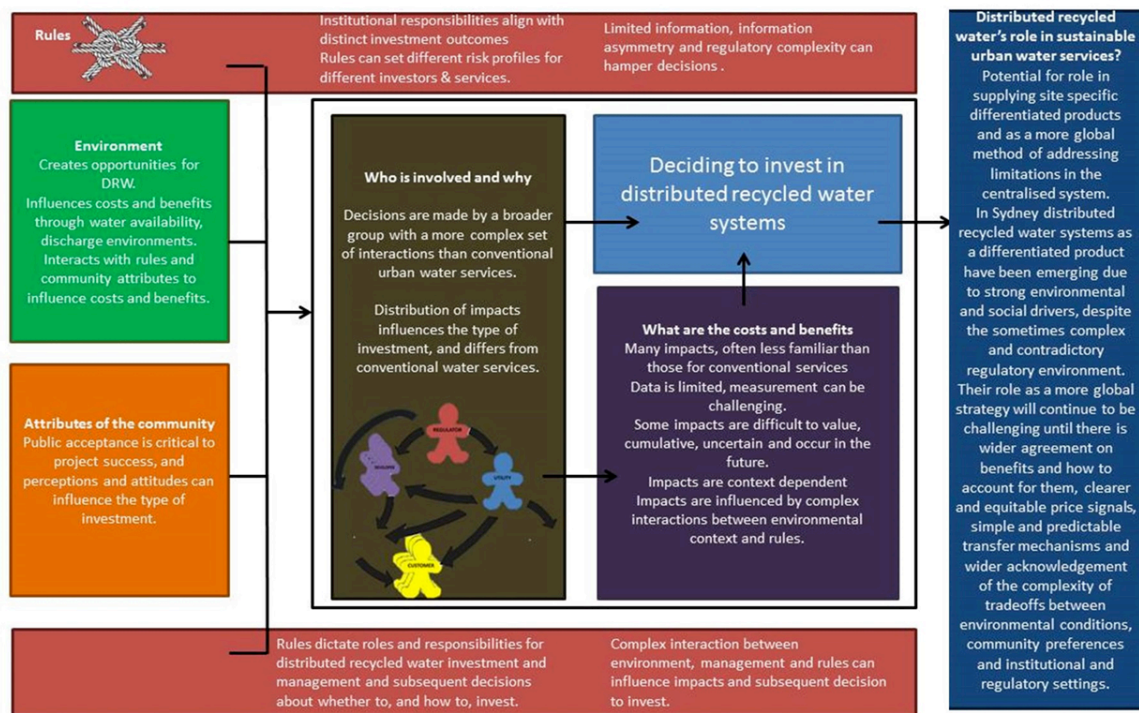 Rules
Institutional responsibilities align with
distinct investment outcomes
Rules can set different risk profiles for
different investors & services.
Limited information, information
asymmetry and regulatory complexity can
hamper decisions .
Environment
Creates opportunities for
DRW.
Influences costs and benefits
through water availability,
discharge environments.
Interacts with rules and
community attributes to
influence costs and benefits.
Attributes of the community
Public acceptance is critical to
project success, and
perceptions and attitudes can
influence the type of
investment.
Who is involved and why
Decisions are made by a broader
group with a more complex set
of interactions than conventional
urban water services.
Distribution of impacts
influences the type of
investment, and differs from
conventional water services.
REGULATOR
UTILITY
CUSTOMER
Deciding to invest in
distributed recycled water
systems
What are the costs and benefits
Many impacts, often less familiar than
those for conventional services
Data is limited, measurement can be
challenging.
Some impacts are difficult to value,
cumulative, uncertain and occur in the
future.
Impacts are context dependent
Impacts are influenced by complex
interactions between environmental
context and rules.
Rules dictate roles and responsibilities for
distributed recycled water investment and
management and subsequent decisions
about whether to, and how to, invest.
Complex interaction between
environment, management and rules can
influence impacts and subsequent decision
to invest.
Distributed recycled
water's role in sustainable
urban water services?
Potential for role in
supplying site specific
differentiated products
and as a more global
method of addressing
limitations in the
centralised system.
In Sydney distributed
recycled water systems as
a differentiated product
have been emerging due
to strong environmental
and social drivers, despite
the sometimes complex
and contradictory
regulatory environment.
Their role as a more global
strategy will continue to be
challenging until there is
wider agreement on
benefits and how to
account for them, clearer
and equitable price signals,
simple and predictable
transfer mechanisms and
wider acknowledgement
of the complexity of
tradeoffs between
environmental conditions,
community preferences
and institutional and
regulatory settings.